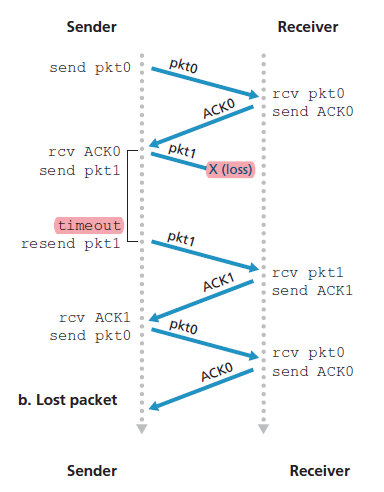 Sender Receiver
send pkt0
pkt0
rcv pkt0
ACK0
send ACK0
rcv ACK0
pkt1
send pkt1
X (loss)
timeout
resend pkt1
pkt1
rcv pkt1
ACK1
send ACK1
rcv ACK1
pkt0
send pkt0
rcv pkt0
ACK0
send ACK0
b. Lost packet
Sender Receiver